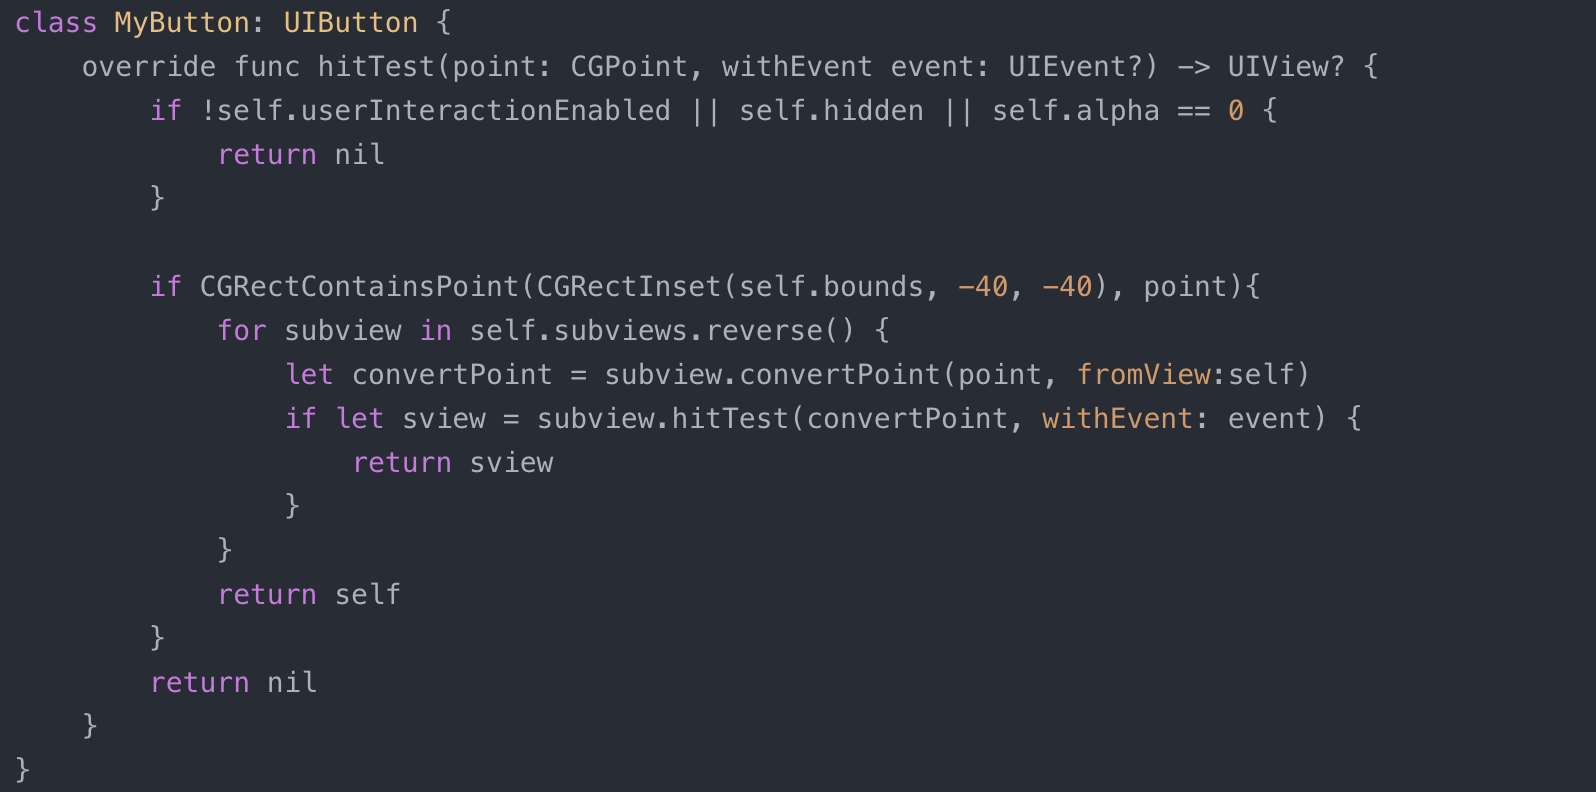 class MyButton: UIButton {
    override func hitTest(point: CGPoint, withEvent event: UIEvent?) -> UIView? {
        if !self.userInteractionEnabled || self.hidden || self.alpha == 0 {
            return nil
        }

        if CGRectContainsPoint(CGRectInset(self.bounds, -40, -40), point){
            for subview in self.subviews.reverse() {
                let convertPoint = subview.convertPoint(point, fromView:self)
                if let sview = subview.hitTest(convertPoint, withEvent: event) {
                    return sview
                }
            }
            return self
        }
        return nil
    }
}